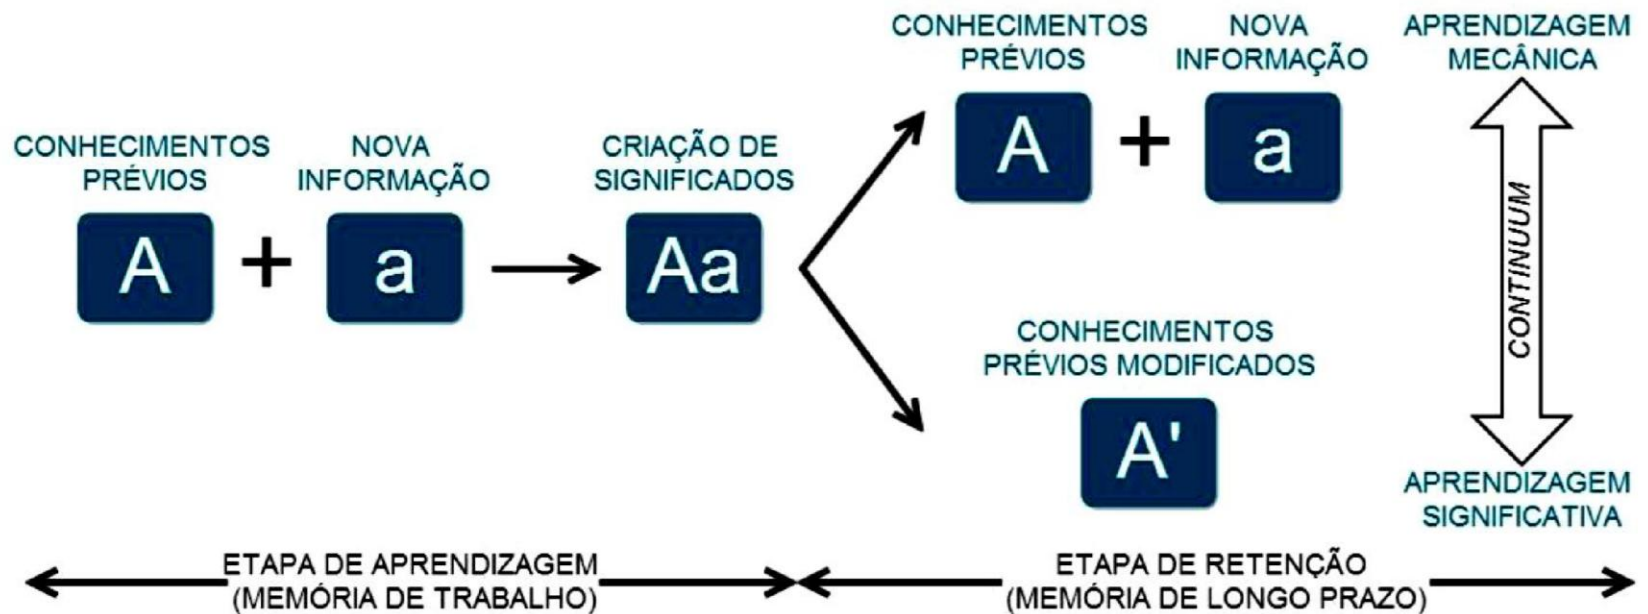 CONHECIMENTOS
PRÉVIOS
A
+
NOVA
INFORMAÇÃO
a
CRIAÇÃO DE
SIGNIFICADOS
Aa
CONHECIMENTOS
PRÉVIOS
A
+
NOVA
INFORMAÇÃO
a
CONHECIMENTOS
PRÉVIOS MODIFICADOS
A'
APRENDIZAGEM
MECÂNICA
CONTINUUM
APRENDIZAGEM
SIGNIFICATIVA
ETAPA DE APRENDIZAGEM
(MEMÓRIA DE TRABALHO)
ETAPA DE RETENÇÃO
(MEMÓRIA DE LONGO PRAZO)